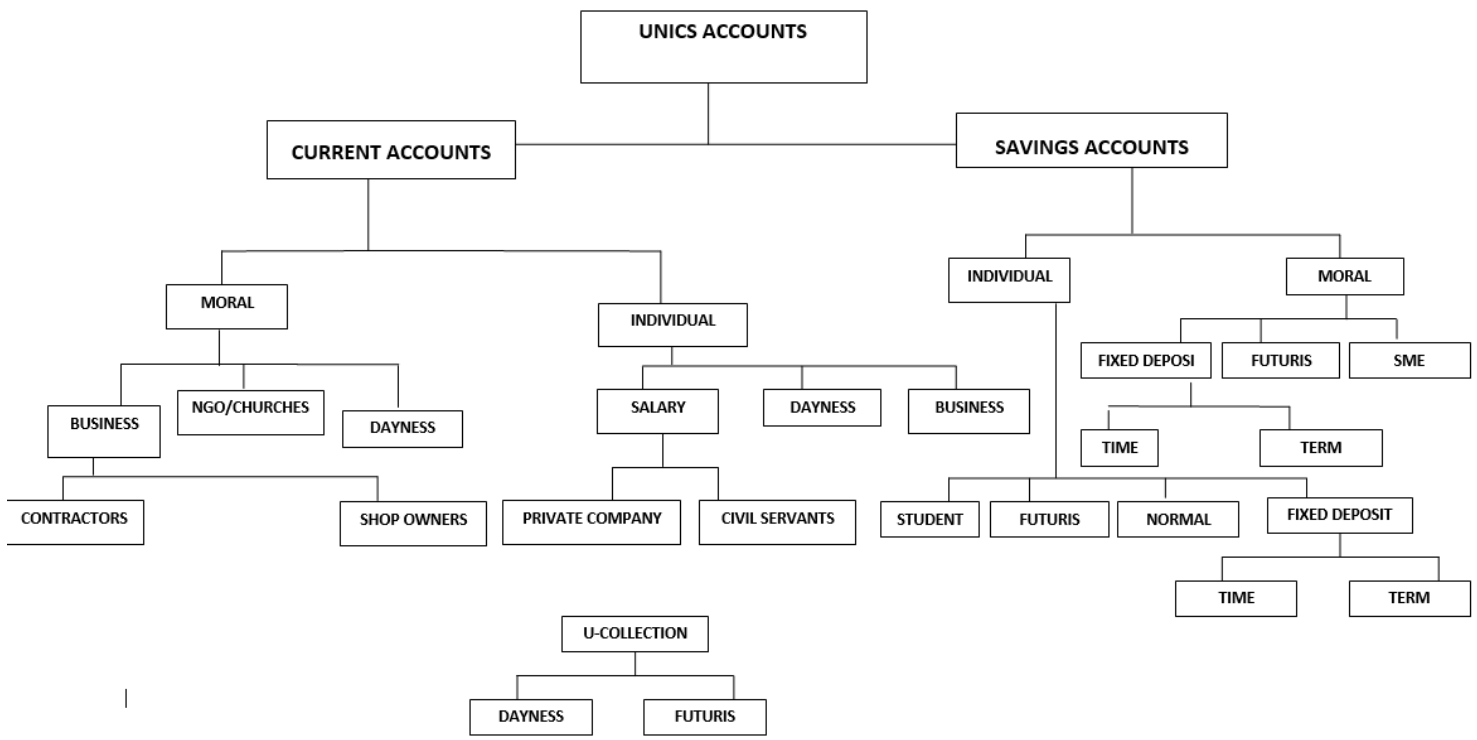 UNICS ACCOUNTS
CURRENT ACCOUNTS
SAVINGS ACCOUNTS
MORAL
INDIVIDUAL
INDIVIDUAL
MORAL
BUSINESS
NGO/CHURCHES
DAYNESS
SALARY
DAYNESS
BUSINESS
FIXED DEPOSI
FUTURIS
SME
TIME
TERM
CONTRACTORS
SHOP OWNERS
PRIVATE COMPANY
CIVIL SERVANTS
STUDENT
FUTURIS
NORMAL
FIXED DEPOSIT
TIME
TERM
U-COLLECTION
DAYNESS
FUTURIS